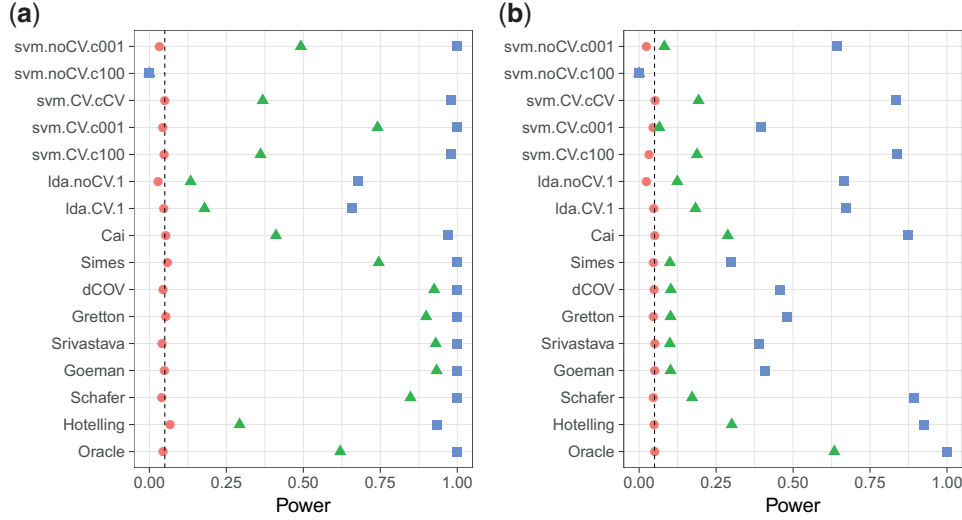 (a)
svm.noCV.c001
svm.noCV.c100
svm.CV.cCV
svm.CV.c001
svm.CV.c100
lda.noCV.1
lda.CV.1
Cai
Simes
dCOV
Gretton
Srivastava
Goeman
Schafer
Hotelling
Oracle
0.00 0.25 0.50 0.75 1.00
Power
(b)
svm.noCV.c001
svm.noCV.c100
svm.CV.cCV
svm.CV.c001
svm.CV.c100
lda.noCV.1
lda.CV.1
Cai
Simes
dCOV
Gretton
Srivastava
Goeman
Schafer
Hotelling
Oracle
0.00 0.25 0.50 0.75 1.00
Power